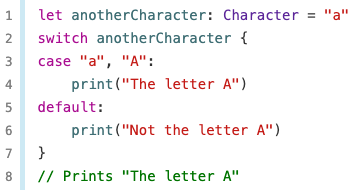 1 let anotherCharacter: Character = "a"
2 switch anotherCharacter {
3 case "a", "A":
4     print("The letter A")
5 default:
6     print("Not the letter A")
7 }
8 // Prints "The letter A"